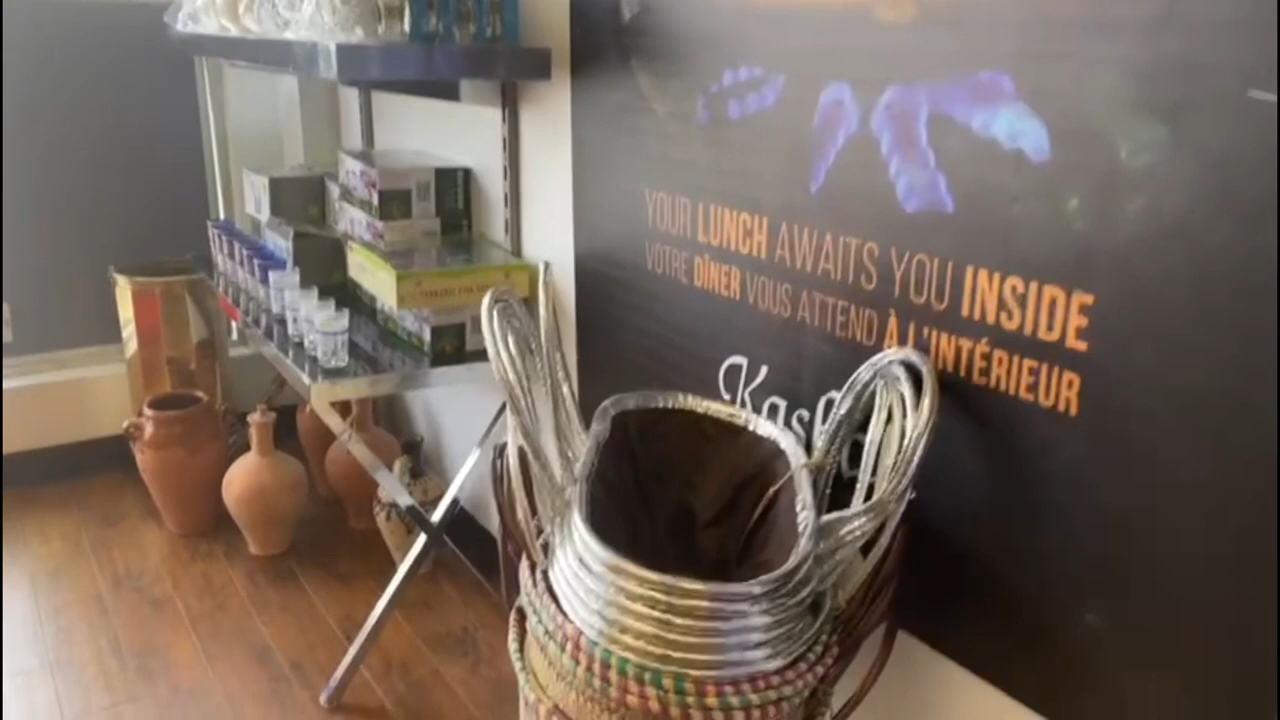 YOUR LUNCH AWAITS YOU INSIDE
VOTRE DÎNER VOUS ATTEND À L'INTÉRIEUR